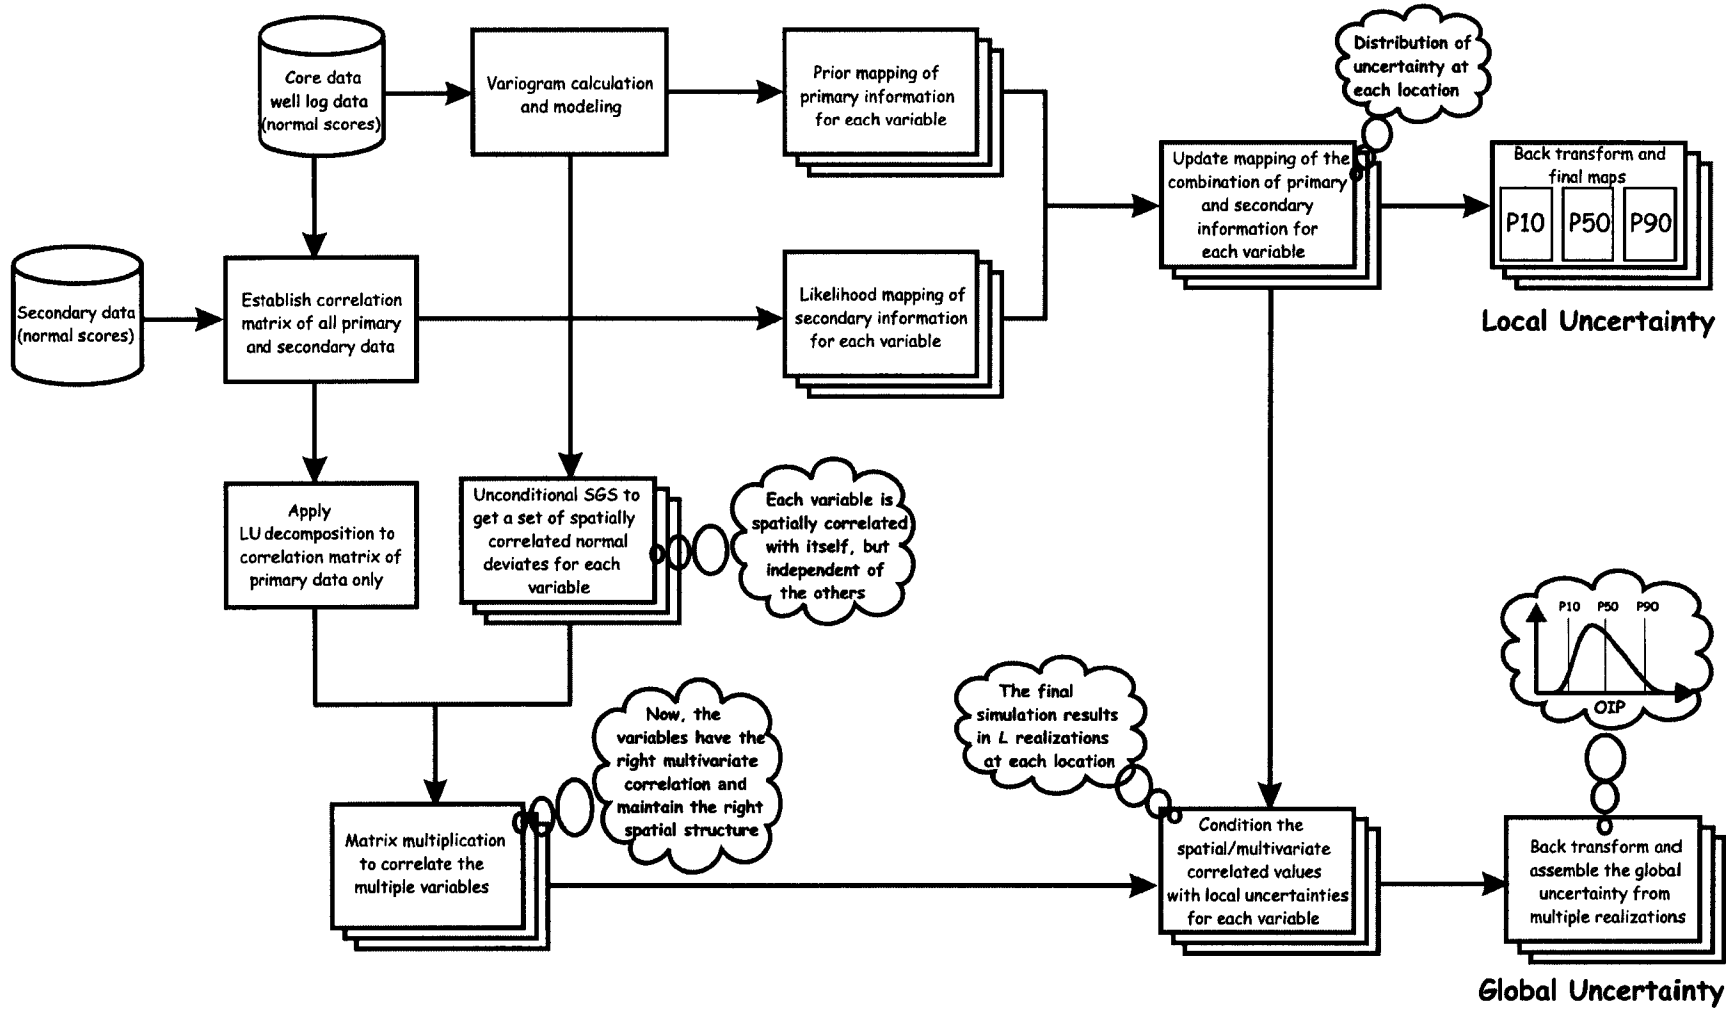 Core data
well log data
(normal scores)
Variogram calculation
and modeling
Prior mapping of
primary information
for each variable
Distribution of
uncertainty at
each location
Update mapping of the
combination of primary
and secondary
information for
each variable
Back transform and
final maps
P10 P50 P90
Local Uncertainty
Secondary data
(normal scores)
Establish correlation
matrix of all primary
and secondary data
Likelihood mapping of
secondary information
for each variable
Apply
LU decomposition to
correlation matrix of
primary data only
Unconditional SGS to
get a set of spatially
correlated normal
deviates for each
variable
Each variable is
spatially correlated
with itself, but
independent of
the others
Now, the
variables have the
right multivariate
correlation and
maintain the right
spatial structure
The final
simulation results
in L realizations
at each location
P10 P50 P90
OIP
Matrix multiplication
to correlate the
multiple variables
Condition the
spatial/multivariate
correlated values
with local uncertainties
for each variable
Back transform and
assemble the global
uncertainty from
multiple realizations
Global Uncertainty